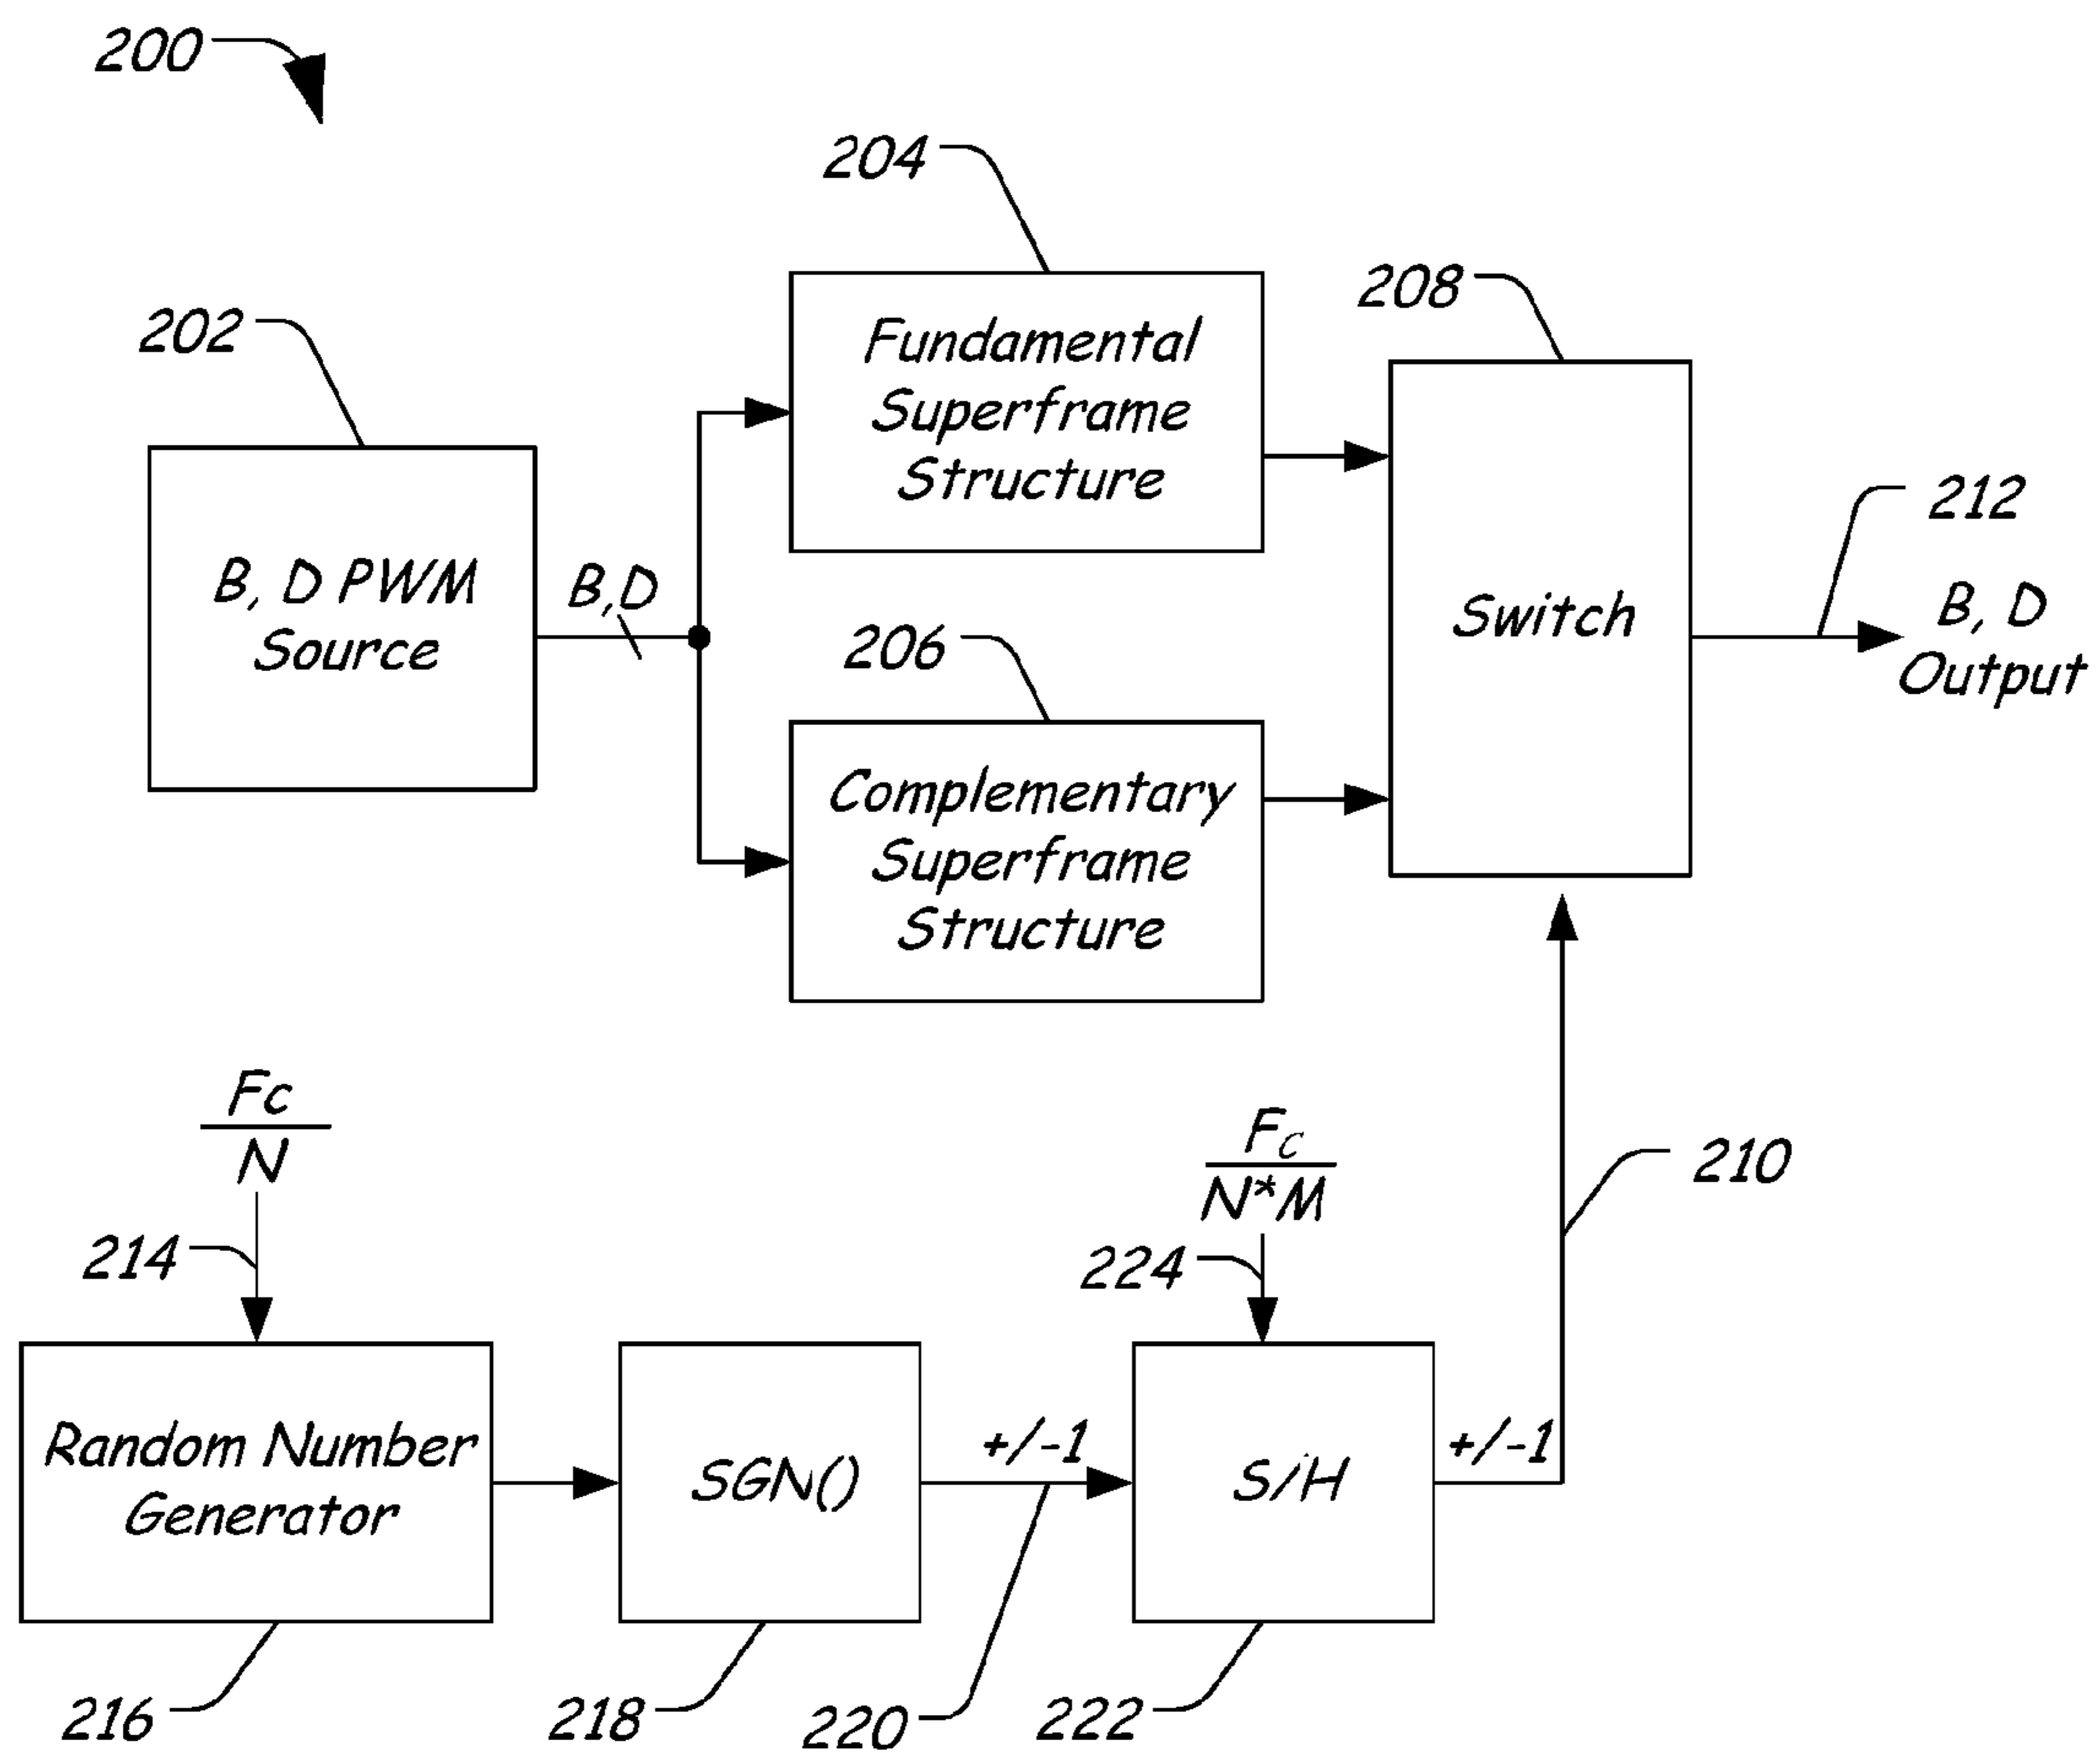 200
204
208
202
Fundamental
Superframe
Structure
212
B, D PWM
Source
B,D
Switch
B, D
Output
206
Complementary
Superframe
Structure
Fc
N
F_C
N*M
210
214
224
Random Number
Generator
SGN()
+/-1
S/H
+/-1
216
218
220
222